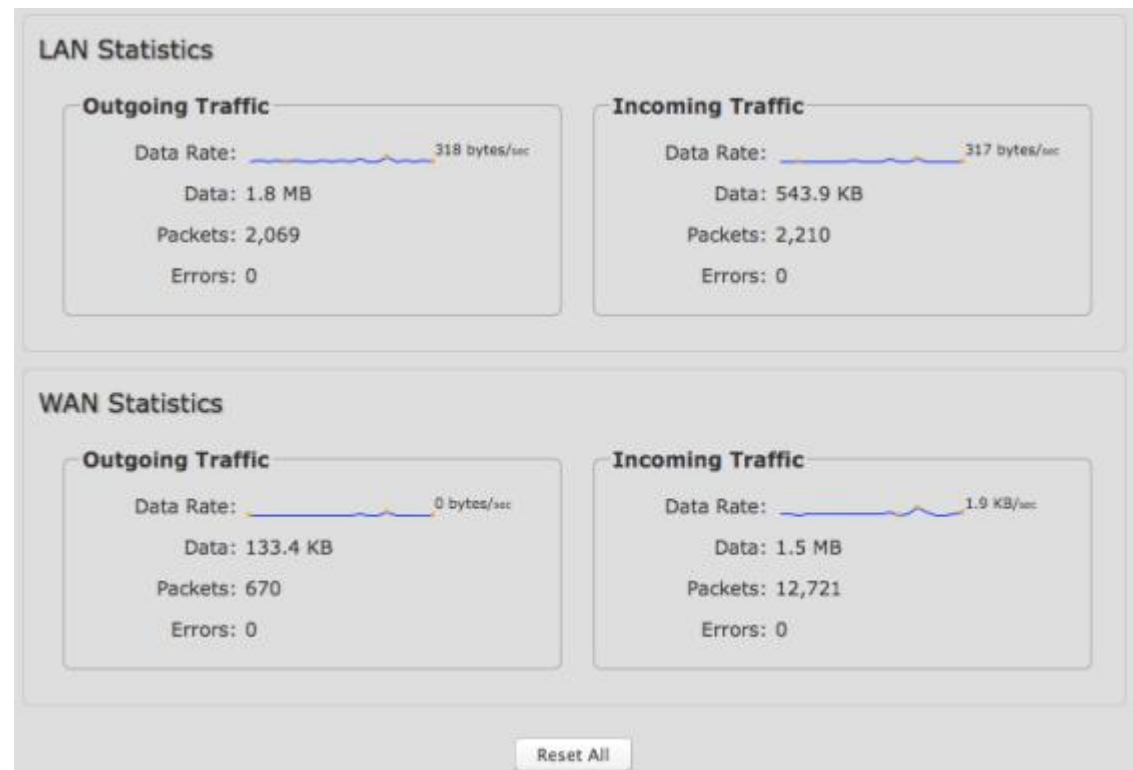 LAN Statistics
Outgoing Traffic
Data Rate: 318 bytes/sec
Data: 1.8 MB
Packets: 2,069
Errors: 0
Incoming Traffic
Data Rate: 317 bytes/sec
Data: 543.9 KB
Packets: 2,210
Errors: 0
WAN Statistics
Outgoing Traffic
Data Rate: 0 bytes/sec
Data: 133.4 KB
Packets: 670
Errors: 0
Incoming Traffic
Data Rate: 1.9 KB/sec
Data: 1.5 MB
Packets: 12,721
Errors: 0
Reset All